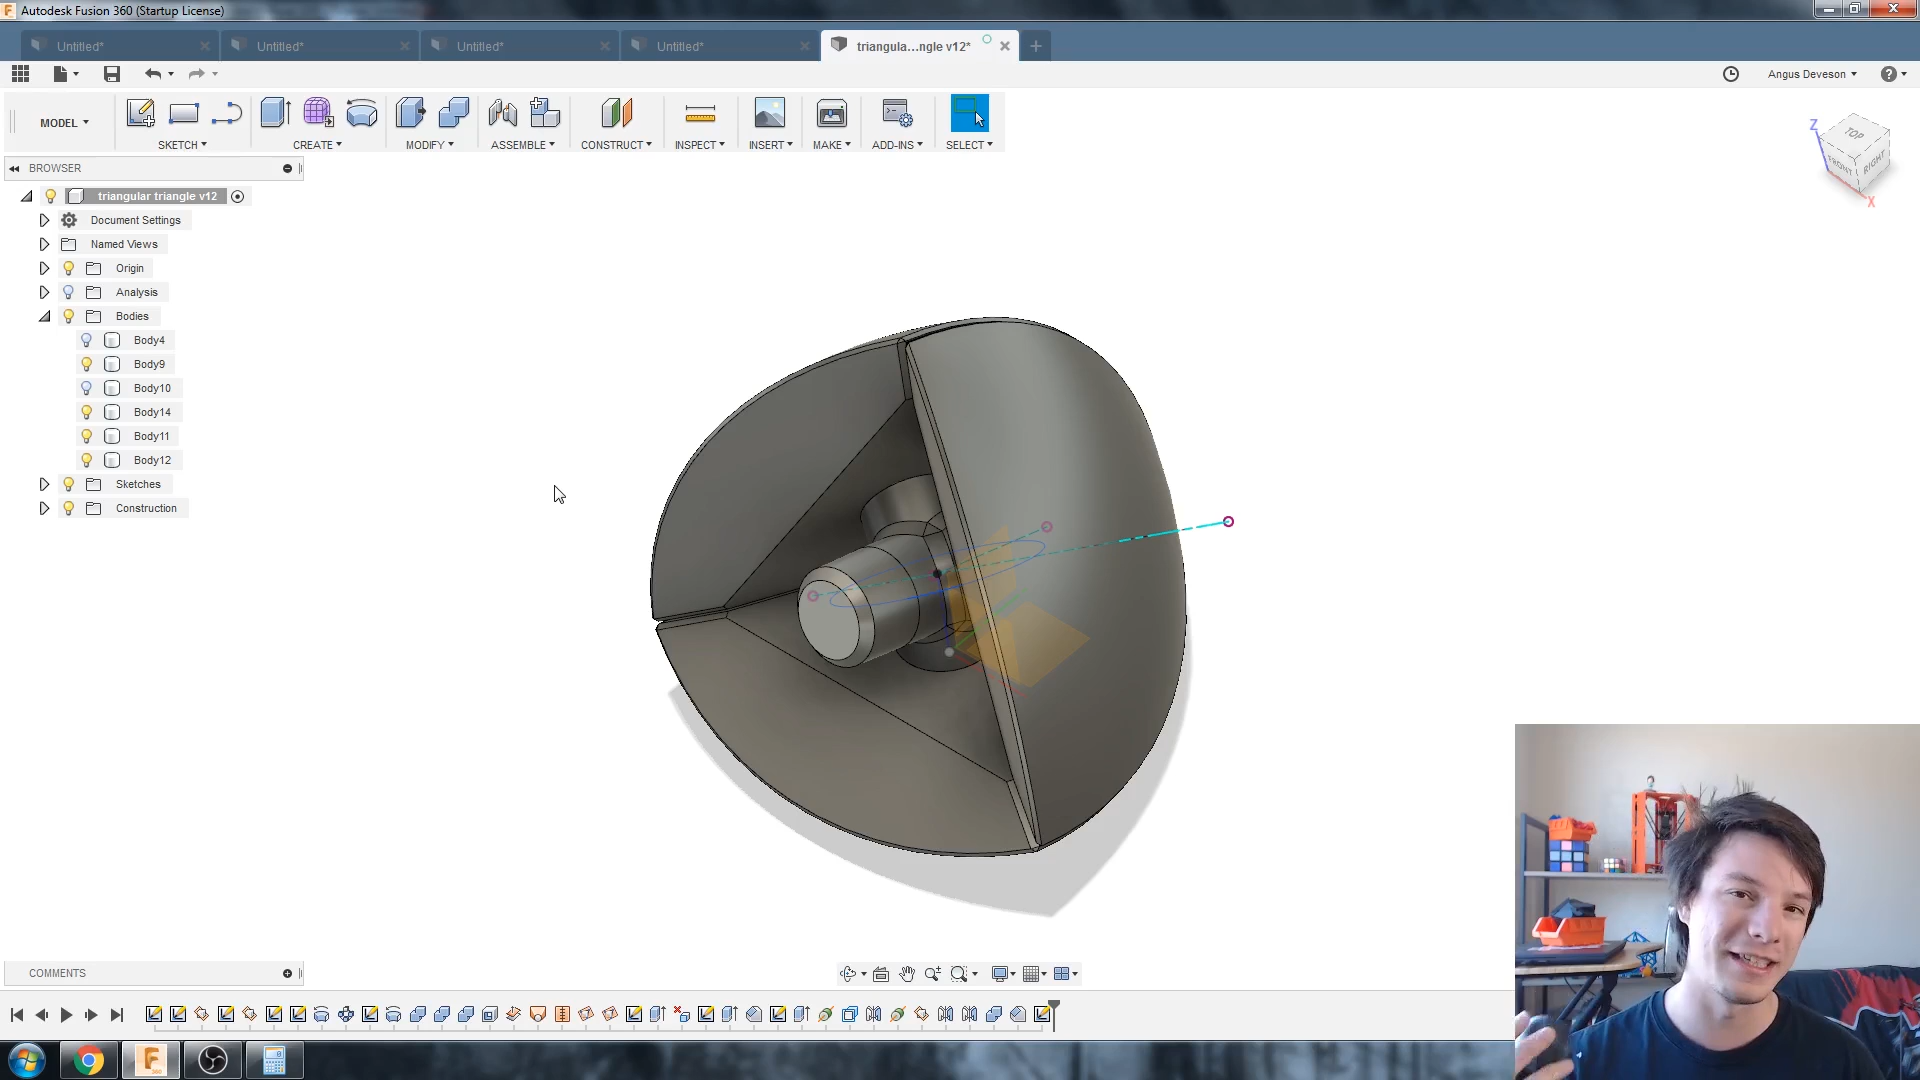 Autodesk Fusion 360 (Startup License)
Untitled*
Untitled*
Untitled*
Untitled*
triangula...ngle v12*
Angus Deveson
MODEL
SKETCH
CREATE
MODIFY
ASSEMBLE
CONSTRUCT
INSPECT
INSERT
MAKE
ADD-INS
SELECT
BROWSER
triangular triangle v12
Document Settings
Named Views
Origin
Analysis
Bodies
Body4
Body9
Body10
Body14
Body11
Body12
Sketches
Construction
Z
TOP
FRONT
RIGHT
X
COMMENTS